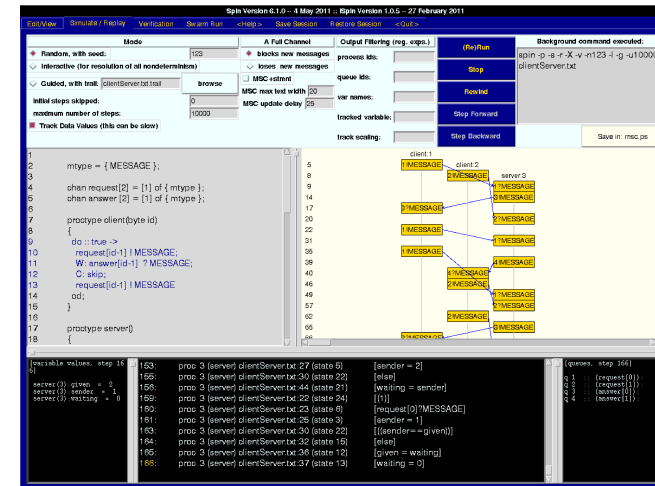 Spin Version 6.1.0 -- 4 May 2011 :: iSpin Version 1.0.5 -- 27 February 2011
Edit/View Simulate / Replay Verification Swarm Run <Help> Save Session Restore Session <Quit>
Mode
Random, with seed: 123
Interactive (for resolution of all nondeterminism)
Guided, with trail: clientServer.txt.trail browse
initial steps skipped: 0
maximum number of steps: 10000
Track Data Values (this can be slow)
A Full Channel
blocks new messages
loses new messages
MSC+stmnt
MSC max text width 20
MSC update delay 25
Output Filtering (reg. exps.)
process ids:
queue ids:
var names:
tracked variable:
track scaling:
(Re)Run
Stop
Rewind
Step Forward
Step Backward
Background command executed:
spin -p -s -r -X -v -n123 -l -g -u10000
clientServer.txt
Save in: msc.ps
1
2 mtype = { MESSAGE };
3
4 chan request[2] = [1] of { mtype };
5 chan answer [2] = [1] of { mtype };
6
7 proctype client(byte id)
8 {
9 do :: true ->
10 request[id-1] ! MESSAGE;
11 W: answer[id-1] ? MESSAGE;
12 C: skip;
13 request[id-1] ! MESSAGE
14 od;
15 }
16
17 proctype server()
18 {
client:1
5 1!MESSAGE client:2
8 2!MESSAGE server:3
9 1?MESSAGE
14 3!MESSAGE
17 3?MESSAGE
20 2?MESSAGE
22 1!MESSAGE
31 1?MESSAGE
35 1!MESSAGE
39 4!MESSAGE
40 4?MESSAGE
46 2!MESSAGE
49 1?MESSAGE
57 2?MESSAGE
62 2!MESSAGE
65 3!MESSAGE
66 3?MESSAGE
[variable values, step 16
6]
server(3):given = 2
server(3):sender = 1
server(3):waiting = 0
153: proc 3 (server) clientServer.txt:27 (state 5) [sender = 2]
155: proc 3 (server) clientServer.txt:30 (state 22) [else]
156: proc 3 (server) clientServer.txt:44 (state 21) [waiting = sender]
159: proc 3 (server) clientServer.txt:22 (state 24) [(1)]
160: proc 3 (server) clientServer.txt:23 (state 6) [request[0]?MESSAGE]
161: proc 3 (server) clientServer.txt:25 (state 3) [sender = 1]
163: proc 3 (server) clientServer.txt:30 (state 22) [((sender==given))]
164: proc 3 (server) clientServer.txt:32 (state 15) [else]
165: proc 3 (server) clientServer.txt:36 (state 12) [given = waiting]
166: proc 3 (server) clientServer.txt:37 (state 13) [waiting = 0]
[queues, step 166]
q 1 :: (request[0]):
q 2 :: (request[1]):
q 3 :: (answer[0]):
q 4 :: (answer[1]):